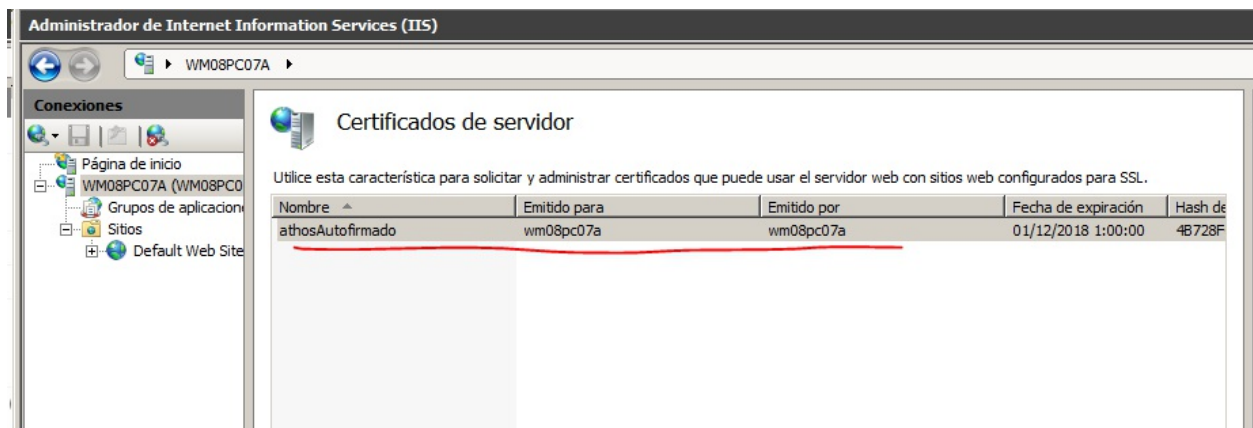 Administrador de Internet Information Services (IIS)
WM08PC07A
Conexiones
Página de inicio
WM08PC07A (WM08PC0
Grupos de aplicacion
Sitios
Default Web Site
Certificados de servidor
Utilice esta característica para solicitar y administrar certificados que puede usar el servidor web con sitios web configurados para SSL.
Nombre Emitido para Emitido por Fecha de expiración Hash de
athosAutofirmado wm08pc07a wm08pc07a 01/12/2018 1:00:00 4B728F